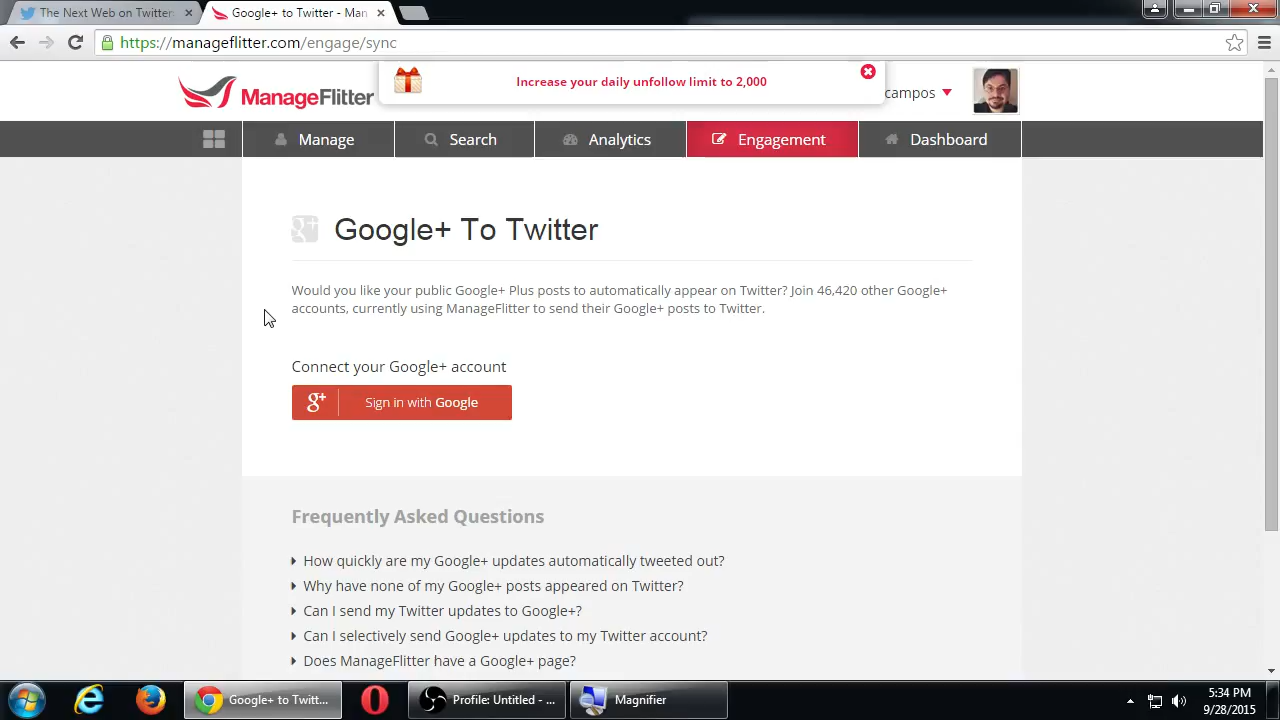 The Next Web on Twitter
Google+ to Twitter - Man
https://manageflitter.com/engage/sync
ManageFlitter
Increase your daily unfollow limit to 2,000
campos
Manage
Search
Analytics
Engagement
Dashboard
Google+ To Twitter
Would you like your public Google+ Plus posts to automatically appear on Twitter? Join 46,420 other Google+
accounts, currently using ManageFlitter to send their Google+ posts to Twitter.
Connect your Google+ account
g+ Sign in with Google
Frequently Asked Questions
How quickly are my Google+ updates automatically tweeted out?
Why have none of my Google+ posts appeared on Twitter?
Can I send my Twitter updates to Google+?
Can I selectively send Google+ updates to my Twitter account?
Does ManageFlitter have a Google+ page?
Google+ to Twitt...
Profile: Untitled - ...
Magnifier
5:34 PM
9/28/2015